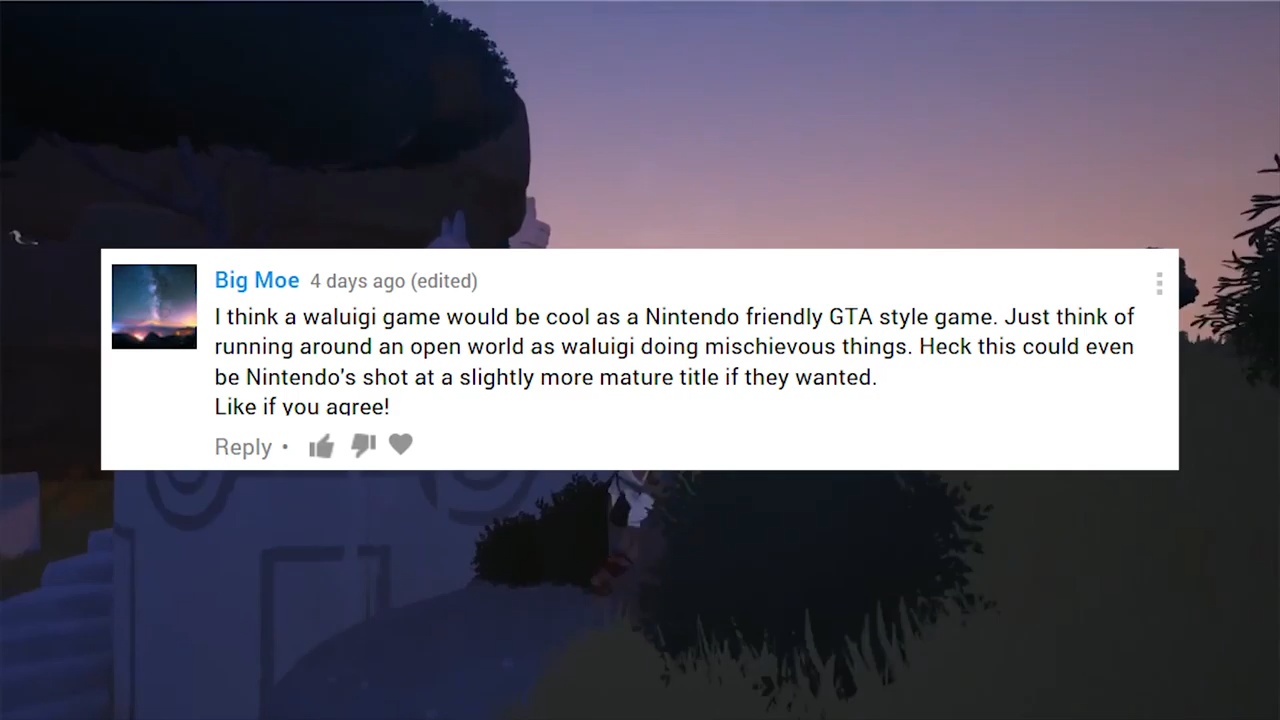 Big Moe 4 days ago (edited)
I think a waluigi game would be cool as a Nintendo friendly GTA style game. Just think of
running around an open world as waluigi doing mischievous things. Heck this could even
be Nintendo's shot at a slightly more mature title if they wanted.
Like if you agree!
Reply •